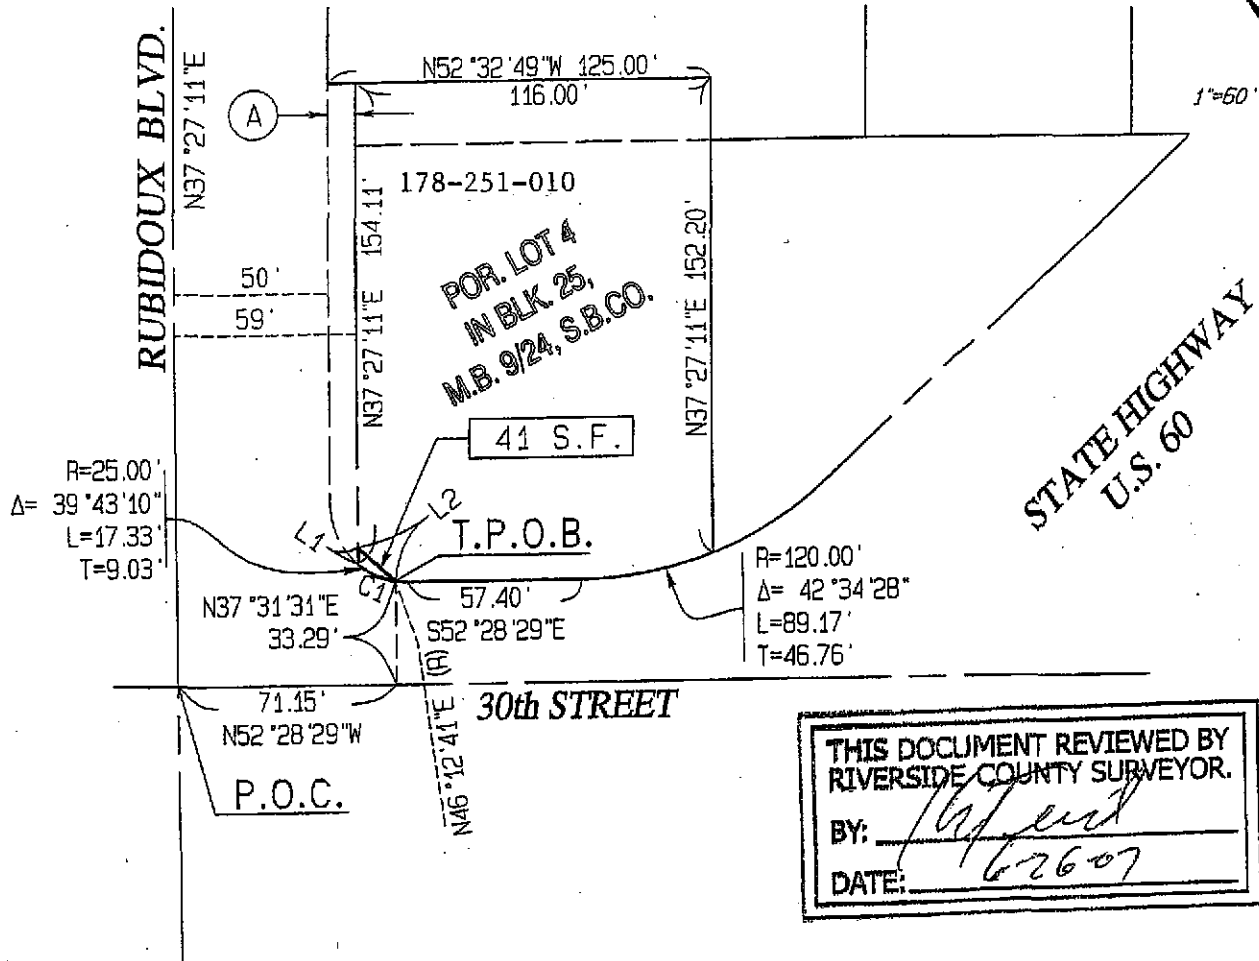 RUBIDOUX BLVD.
N37°27'11"E
A
N52°32'49"W 125.00'
116.00'
1"=60'
178-251-010
POR. LOT 4
IN BLK. 25,
M.B. 9/24, S.B.CO.
N37°27'11"E 154.11'
N37°27'11"E 152.20'
50'
59'
41 S.F.
STATE HIGHWAY
U.S. 60
R=25.00'
Δ= 39°43'10"
L=17.33'
T=9.03'
L1
L2
C1
T.P.O.B.
57.40'
S52°28'29"E
N37°31'31"E
33.29'
R=120.00'
Δ= 42°34'28"
L=89.17'
T=46.76'
71.15'
N52°28'29"W
N46°12'41"E (R)
30th STREET
P.O.C.
THIS DOCUMENT REVIEWED BY
RIVERSIDE COUNTY SURVEYOR.
BY:
DATE: 6-26-07